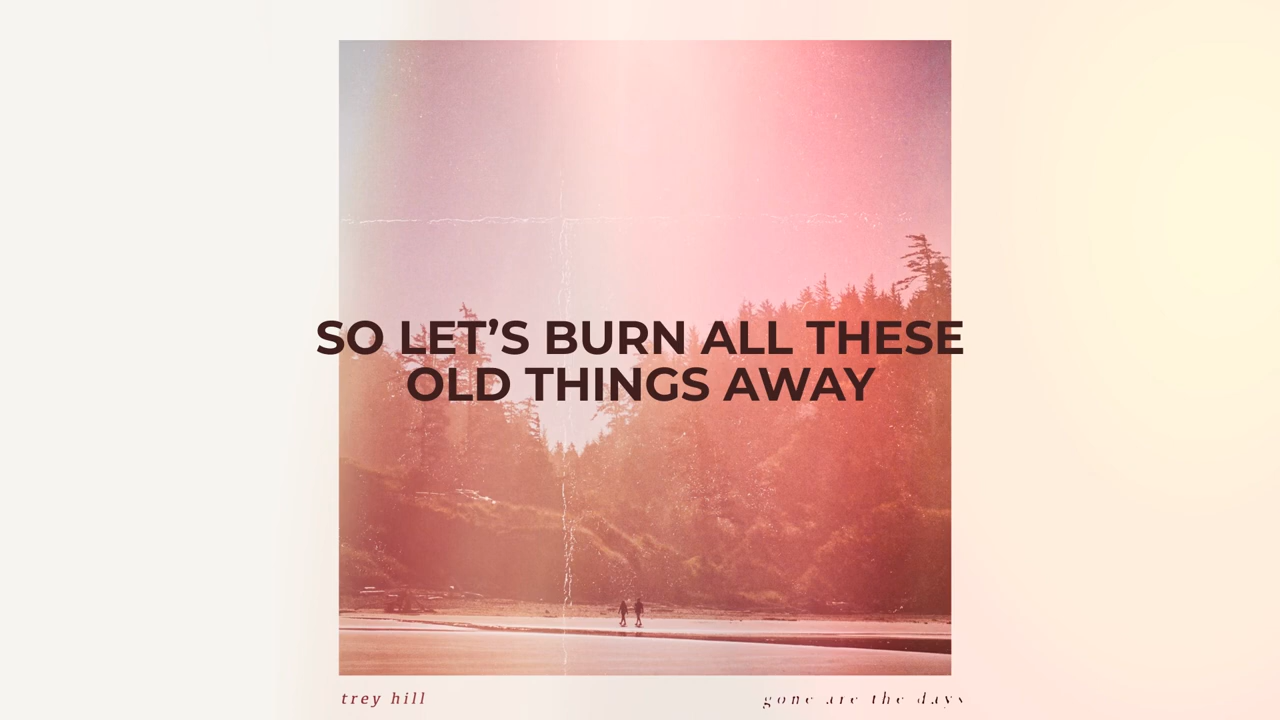 SO LET’S BURN ALL THESE
OLD THINGS AWAY
trey hill
gone are the days